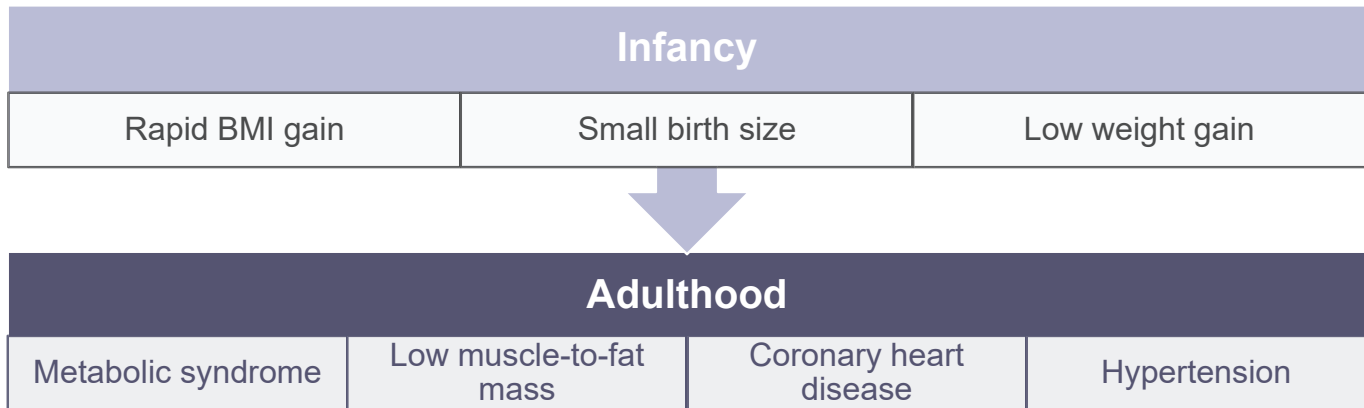 Infancy
Rapid BMI gain
Small birth size
Low weight gain
Adulthood
Metabolic syndrome
Low muscle-to-fat
mass
Coronary heart
disease
Hypertension